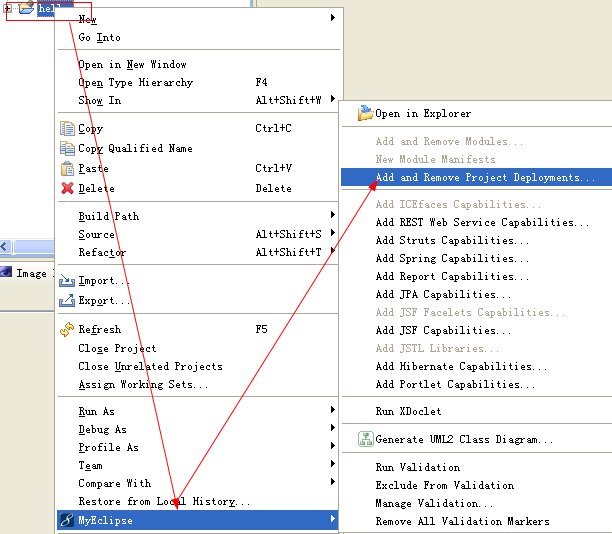 New
Go Into
Open in New Window
Open Type Hierarchy F4
Show In Alt+Shift+W
Copy Ctrl+C
Copy Qualified Name
Paste Ctrl+V
Delete Delete
Build Path
Source Alt+Shift+S
Refactor Alt+Shift+T
Import...
Export...
Refresh F5
Close Project
Close Unrelated Projects
Assign Working Sets...
Run As
Debug As
Profile As
Team
Compare With
Restore from Local History...
MyEclipse
Image
Open in Explorer
Add and Remove Modules...
New Module Manifests
Add and Remove Project Deployments...
Add ICEfaces Capabilities...
Add REST Web Service Capabilities...
Add Struts Capabilities...
Add Spring Capabilities...
Add Report Capabilities...
Add JPA Capabilities...
Add JSF Facelets Capabilities...
Add JSF Capabilities...
Add JSTL Libraries...
Add Hibernate Capabilities...
Add Portlet Capabilities...
Run XDoclet
Generate UML2 Class Diagram...
Run Validation
Exclude From Validation
Manage Validation...
Remove All Validation Markers